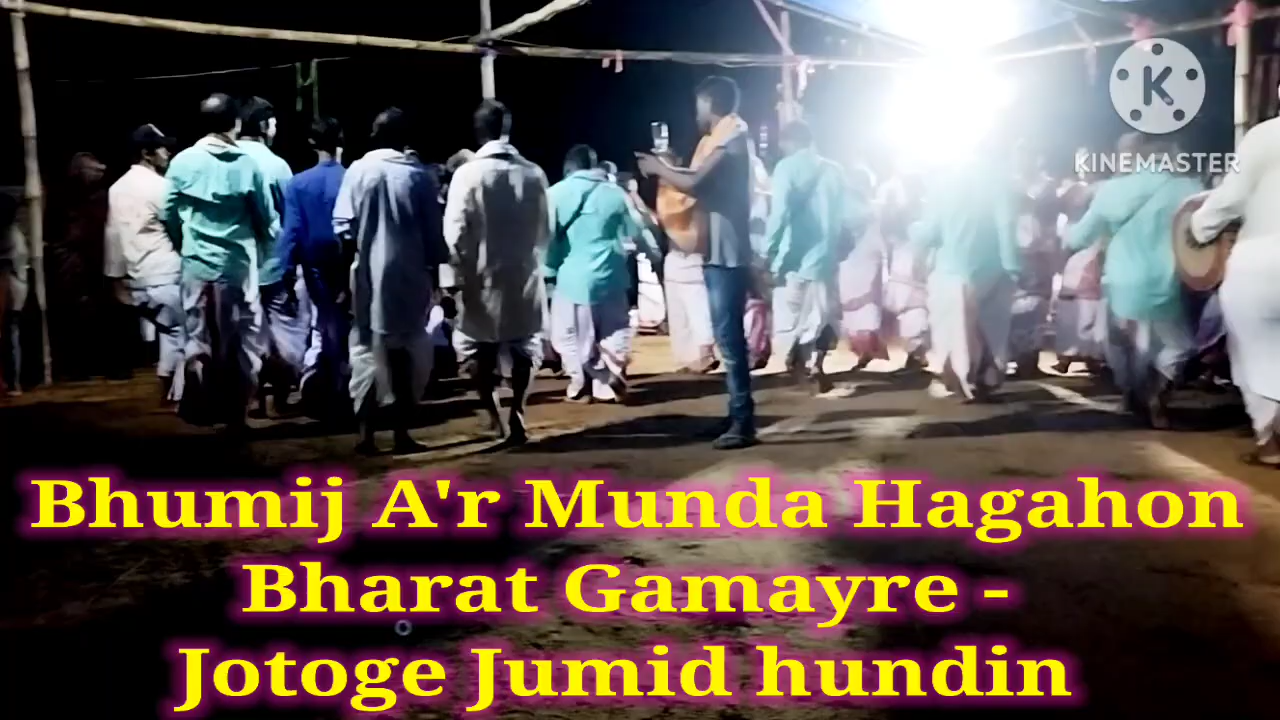 K
KINEMASTER
Bhumij A'r Munda Hagahon
Bharat Gamayre -
Jotoge Jumid hundin